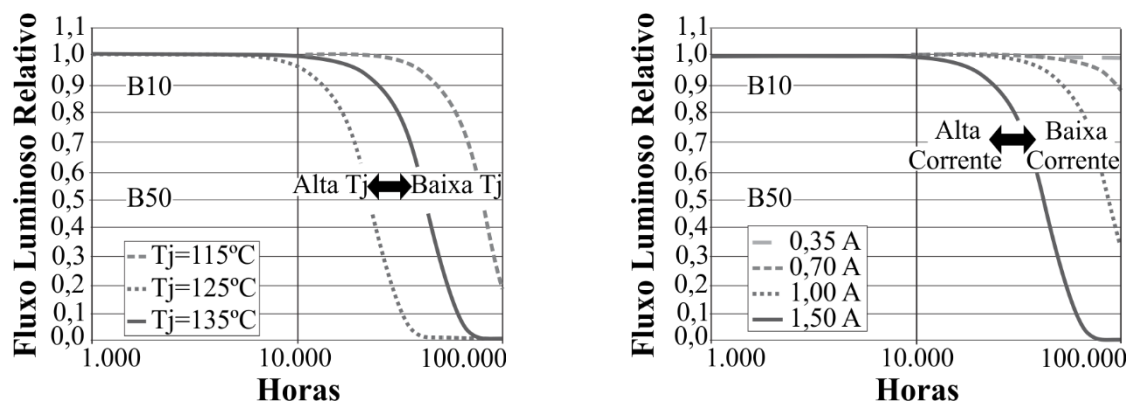 Fluxo Luminoso Relativo
1,1
1,0
0,9
0,8
0,7
0,6
0,5
0,4
0,3
0,2
0,1
0,0
B10
B50
Alta Tj
Baixa Tj
Tj=115ºC
Tj=125ºC
Tj=135ºC
1.000
10.000
100.000
Horas
Fluxo Luminoso Relativo
1,1
1,0
0,9
0,8
0,7
0,6
0,5
0,4
0,3
0,2
0,1
0,0
B10
B50
Alta
Corrente
Baixa
Corrente
0,35 A
0,70 A
1,00 A
1,50 A
1.000
10.000
100.000
Horas